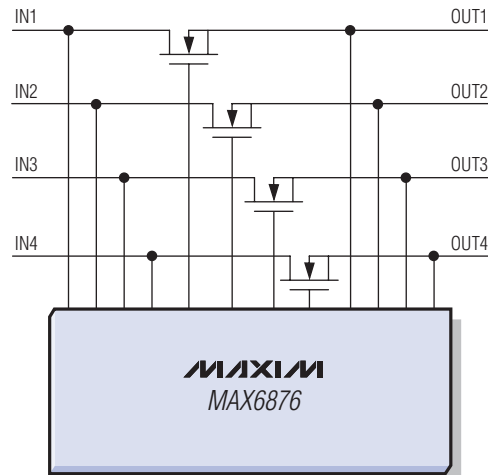 IN1 OUT1
IN2 OUT2
IN3 OUT3
IN4 OUT4
MAXIM
MAX6876